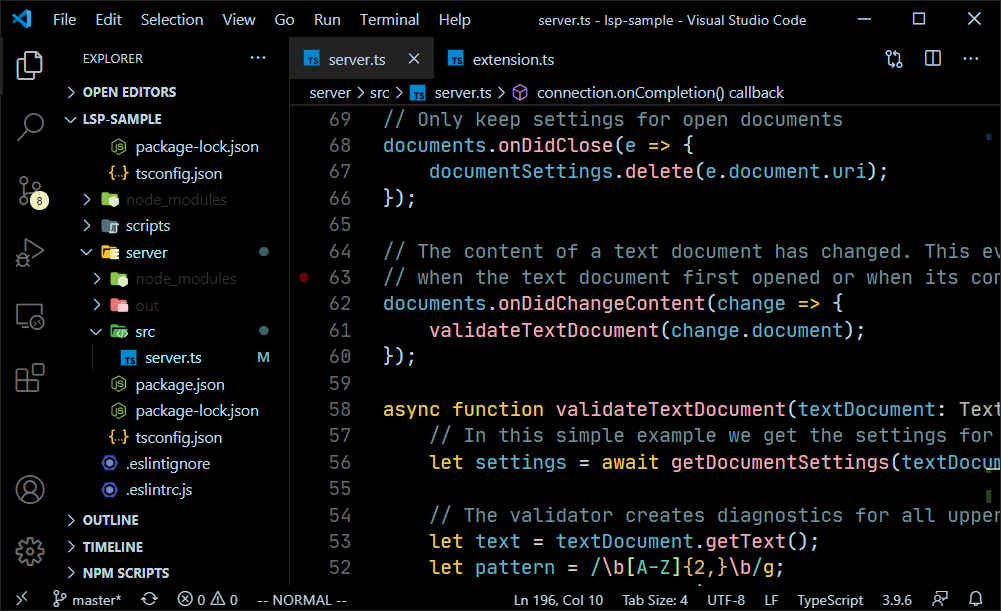 File Edit Selection View Go Run Terminal Help server.ts - lsp-sample - Visual Studio Code
EXPLORER
OPEN EDITORS
LSP-SAMPLE
package-lock.json
{..} tsconfig.json
node_modules
scripts
server
node_modules
out
src
TS server.ts M
package.json
package-lock.json
{..} tsconfig.json
.eslintignore
.eslintrc.js
OUTLINE
TIMELINE
NPM SCRIPTS
8
TS server.ts TS extension.ts
server > src > TS server.ts > connection.onCompletion() callback
69 // Only keep settings for open documents
68 documents.onDidClose(e => {
67 documentSettings.delete(e.document.uri);
66 });
65
64 // The content of a text document has changed. This ev
63 // when the text document first opened or when its con
62 documents.onDidChangeContent(change => {
61 validateTextDocument(change.document);
60 });
59
58 async function validateTextDocument(textDocument: Text
57 // In this simple example we get the settings for
56 let settings = await getDocumentSettings(textDocum
55
54 // The validator creates diagnostics for all upper
53 let text = textDocument.getText();
52 let pattern = /\b[A-Z]{2,}\b/g;
master* 0 0 -- NORMAL -- Ln 196, Col 10 Tab Size: 4 UTF-8 LF TypeScript 3.9.6